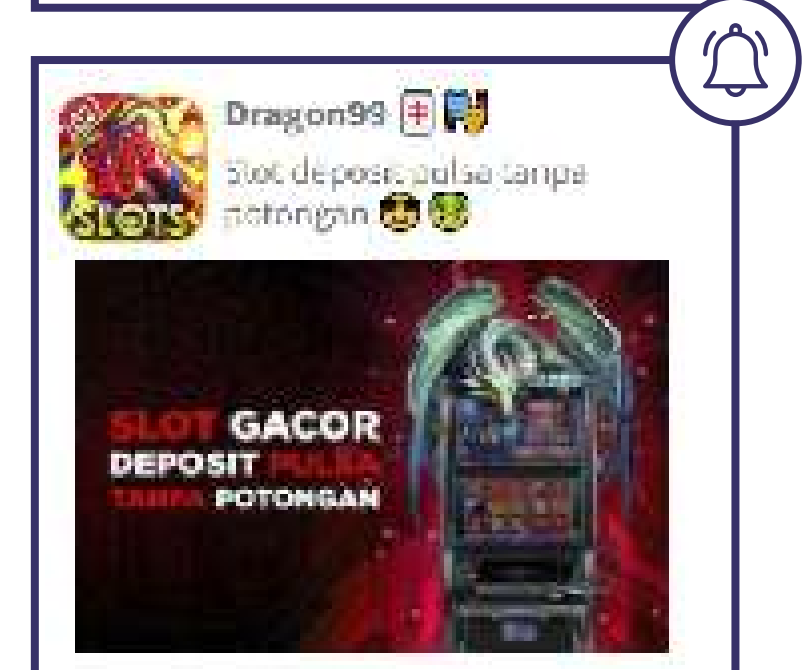 SLOTS
Dragon99
Slot deposit pulsa tanpa
potongan
SLOT GACOR
DEPOSIT PULSA
TANPA POTONGAN